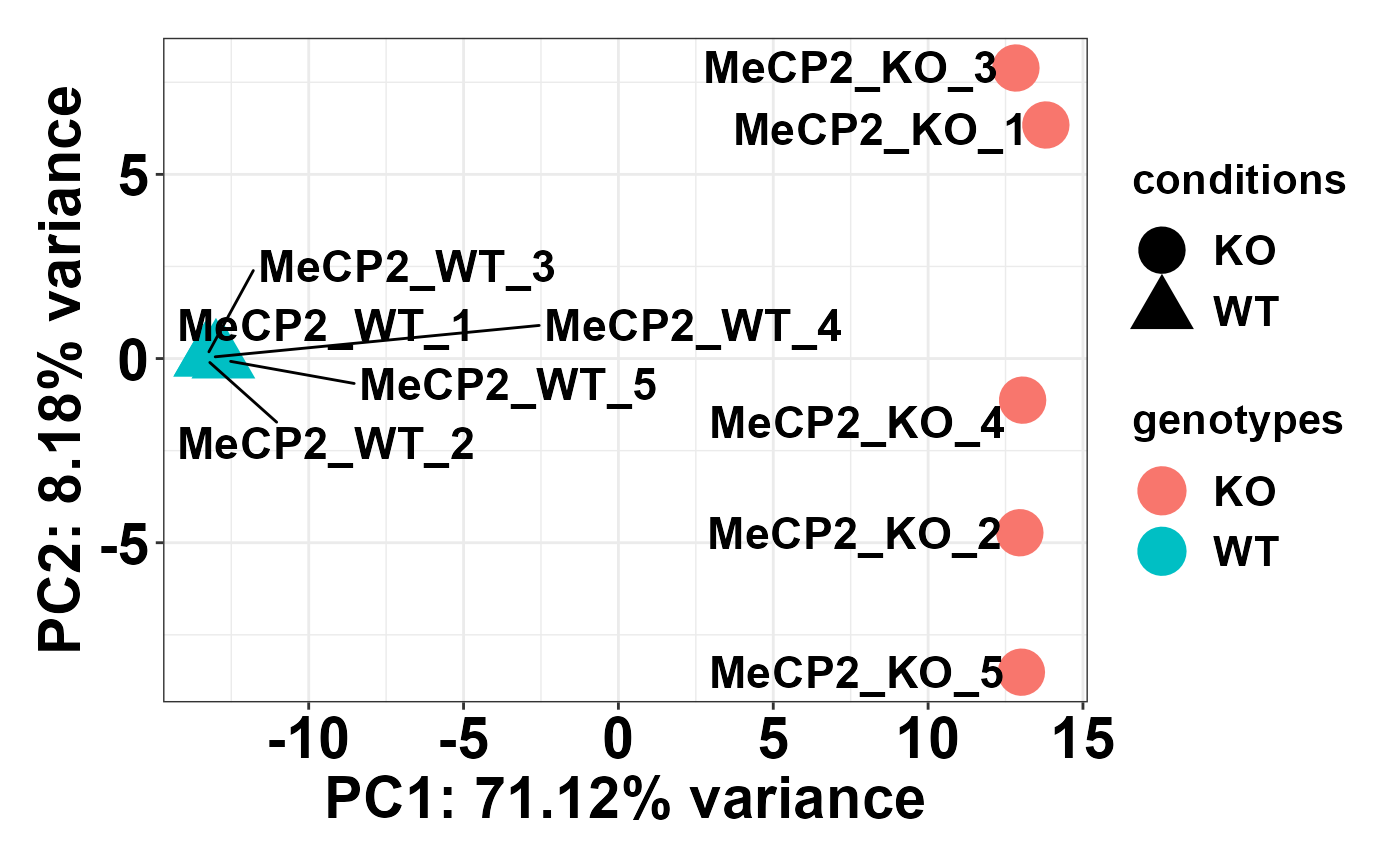 PC2: 8.18% variance
5
0
-5
MeCP2_KO_3
MeCP2_KO_1
MeCP2_WT_3
MeCP2_WT_1
MeCP2_WT_4
MeCP2_WT_5
MeCP2_WT_2
MeCP2_KO_4
MeCP2_KO_2
MeCP2_KO_5
-10 -5 0 5 10 15
PC1: 71.12% variance
conditions
KO
WT
genotypes
KO
WT